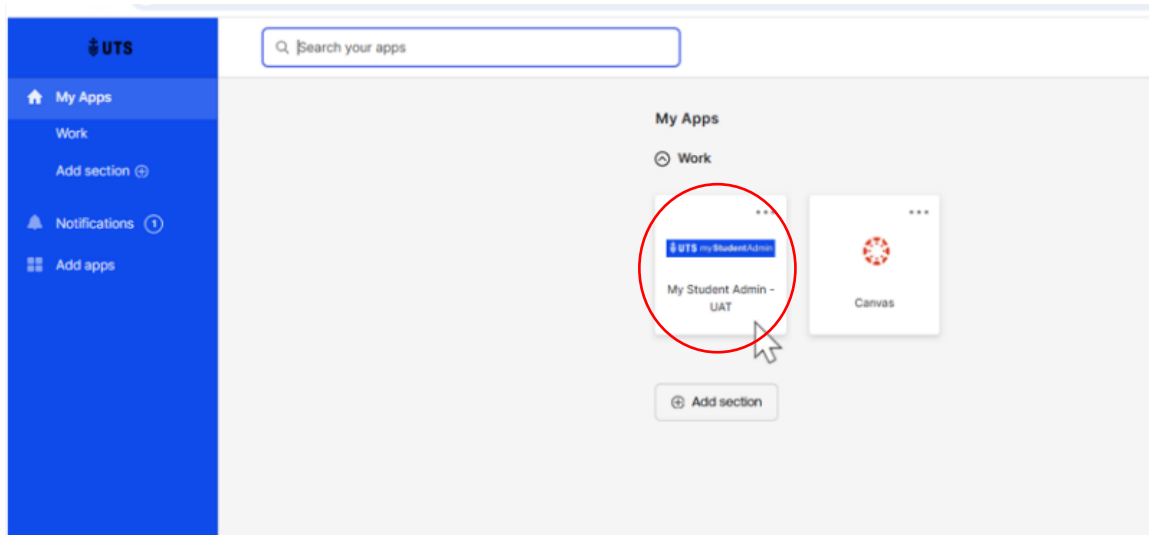 UTS
Search your apps
My Apps
Work
Add section
Notifications 1
Add apps
My Apps
Work
UTS myStudentAdmin
My Student Admin -
UAT
Canvas
Add section